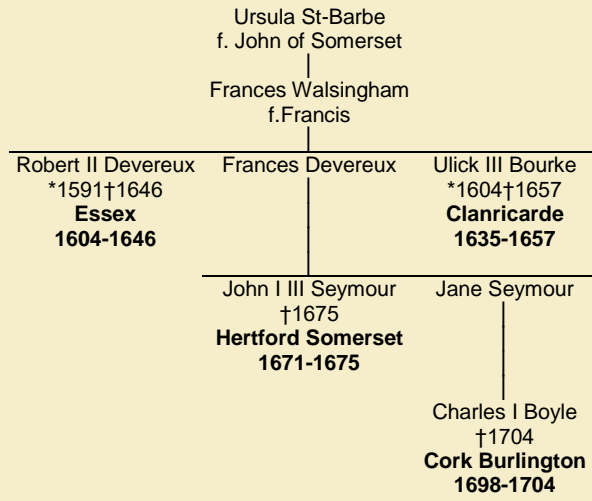 Ursula St-Barbe
f. John of Somerset
Frances Walsingham
f.Francis
Robert II Devereux
*1591†1646
Essex
1604-1646
Frances Devereux
Ulick III Bourke
*1604†1657
Clanricarde
1635-1657
John I III Seymour
†1675
Hertford Somerset
1671-1675
Jane Seymour
Charles I Boyle
†1704
Cork Burlington
1698-1704